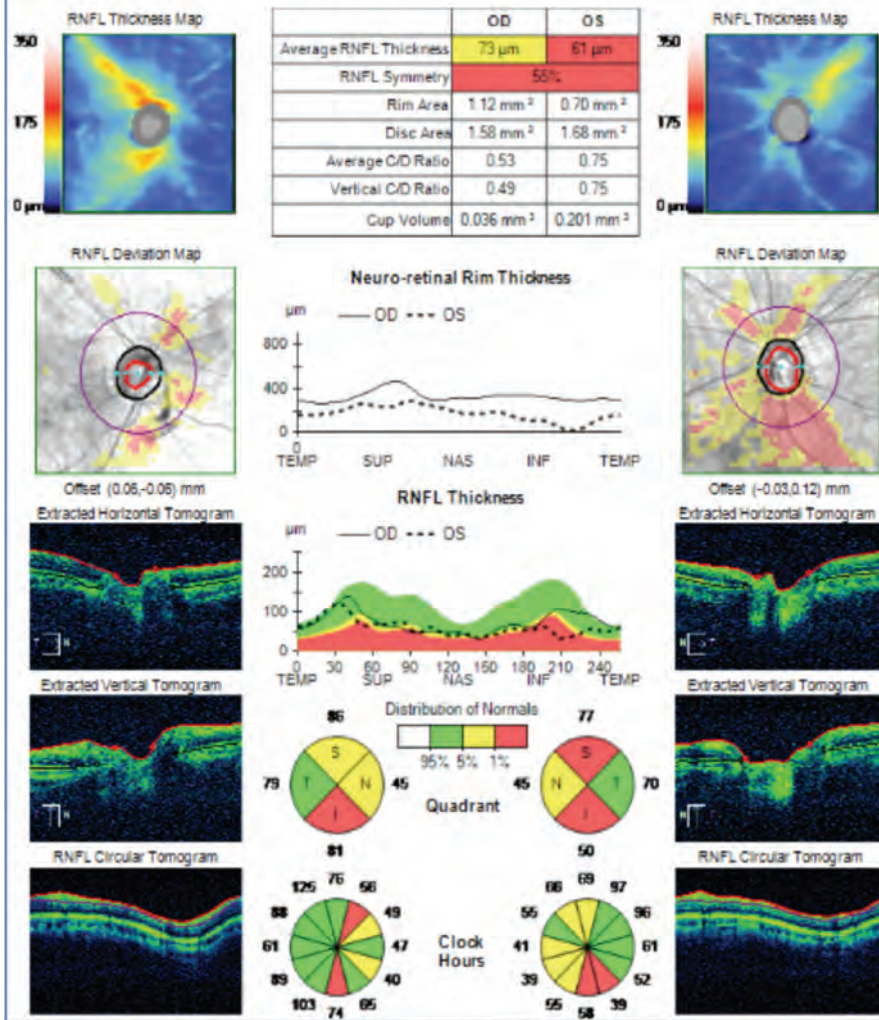 RNFL Thickness Map
350
175
0 µm
OD OS
Average RNFL Thickness 73 µm 61 µm
RNFL Symmetry 55%
Rim Area 1.12 mm² 0.70 mm²
Disc Area 1.58 mm² 1.68 mm²
Average C/D Ratio 0.53 0.75
Vertical C/D Ratio 0.49 0.75
Cup Volume 0.036 mm³ 0.201 mm³
RNFL Thickness Map
350
175
0 µm
RNFL Deviation Map
Offset (0.06,-0.06) mm
Neuro-retinal Rim Thickness
µm OD OS
800
400
0
0
TEMP SUP NAS INF TEMP
RNFL Deviation Map
Offset (-0.03,0.12) mm
Extracted Horizontal Tomogram
RNFL Thickness
µm OD OS
200
100
0
0 30 60 90 120 150 180 210 240
TEMP SUP NAS INF TEMP
Extracted Horizontal Tomogram
Extracted Vertical Tomogram
Distribution of Normals
95% 5% 1%
Extracted Vertical Tomogram
86
S
79 T N 45
I
81
Quadrant
77
S
45 N T 70
I
50
RNFL Circular Tomogram
76
125 56
88 49
61 47
89 40
103 65
74
Clock
Hours
69
66 97
55 96
41 61
39 52
55 39
58
RNFL Circular Tomogram